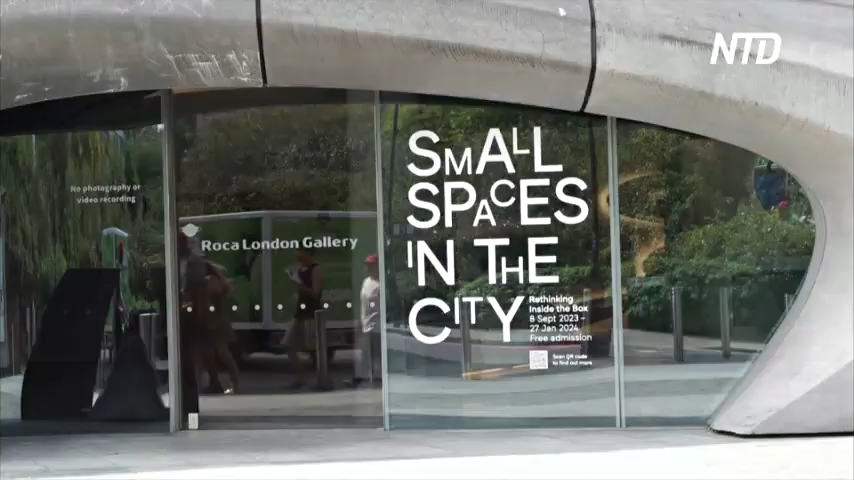 NTD
No photography or
video recording
Roca London Gallery
SMALL
SPACES
IN THE
CITY
Rethinking
Inside the Box
8 Sept 2023 –
27 Jan 2024
Free admission
Scan QR code
to find out more